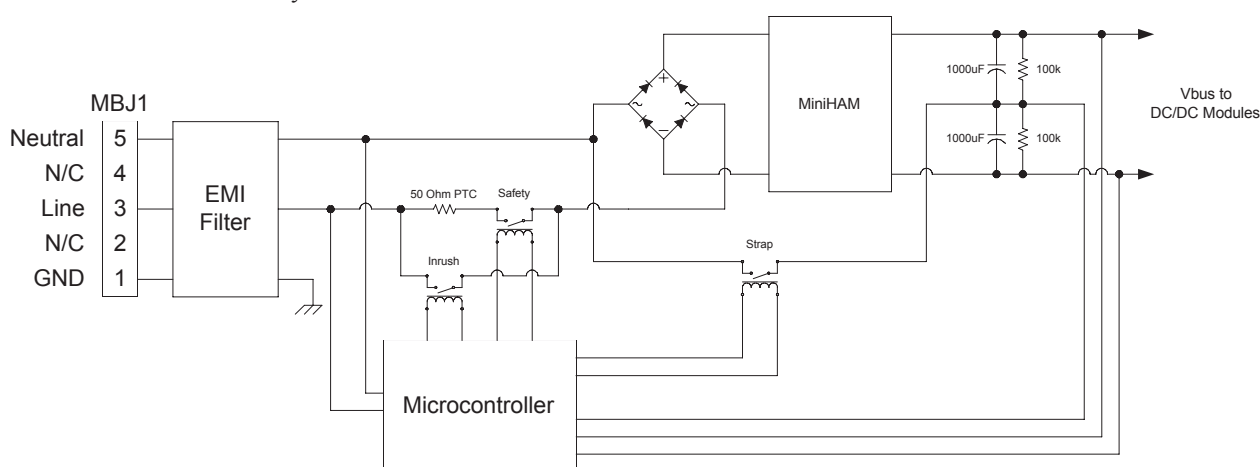 MBJ1
Neutral 5
N/C 4
Line 3
N/C 2
GND 1
EMI
Filter
50 Ohm PTC
Safety
Inrush
Microcontroller
Strap
+
~ ~
−
MiniHAM
1000uF 100k
1000uF 100k
Vbus to
DC/DC Modules